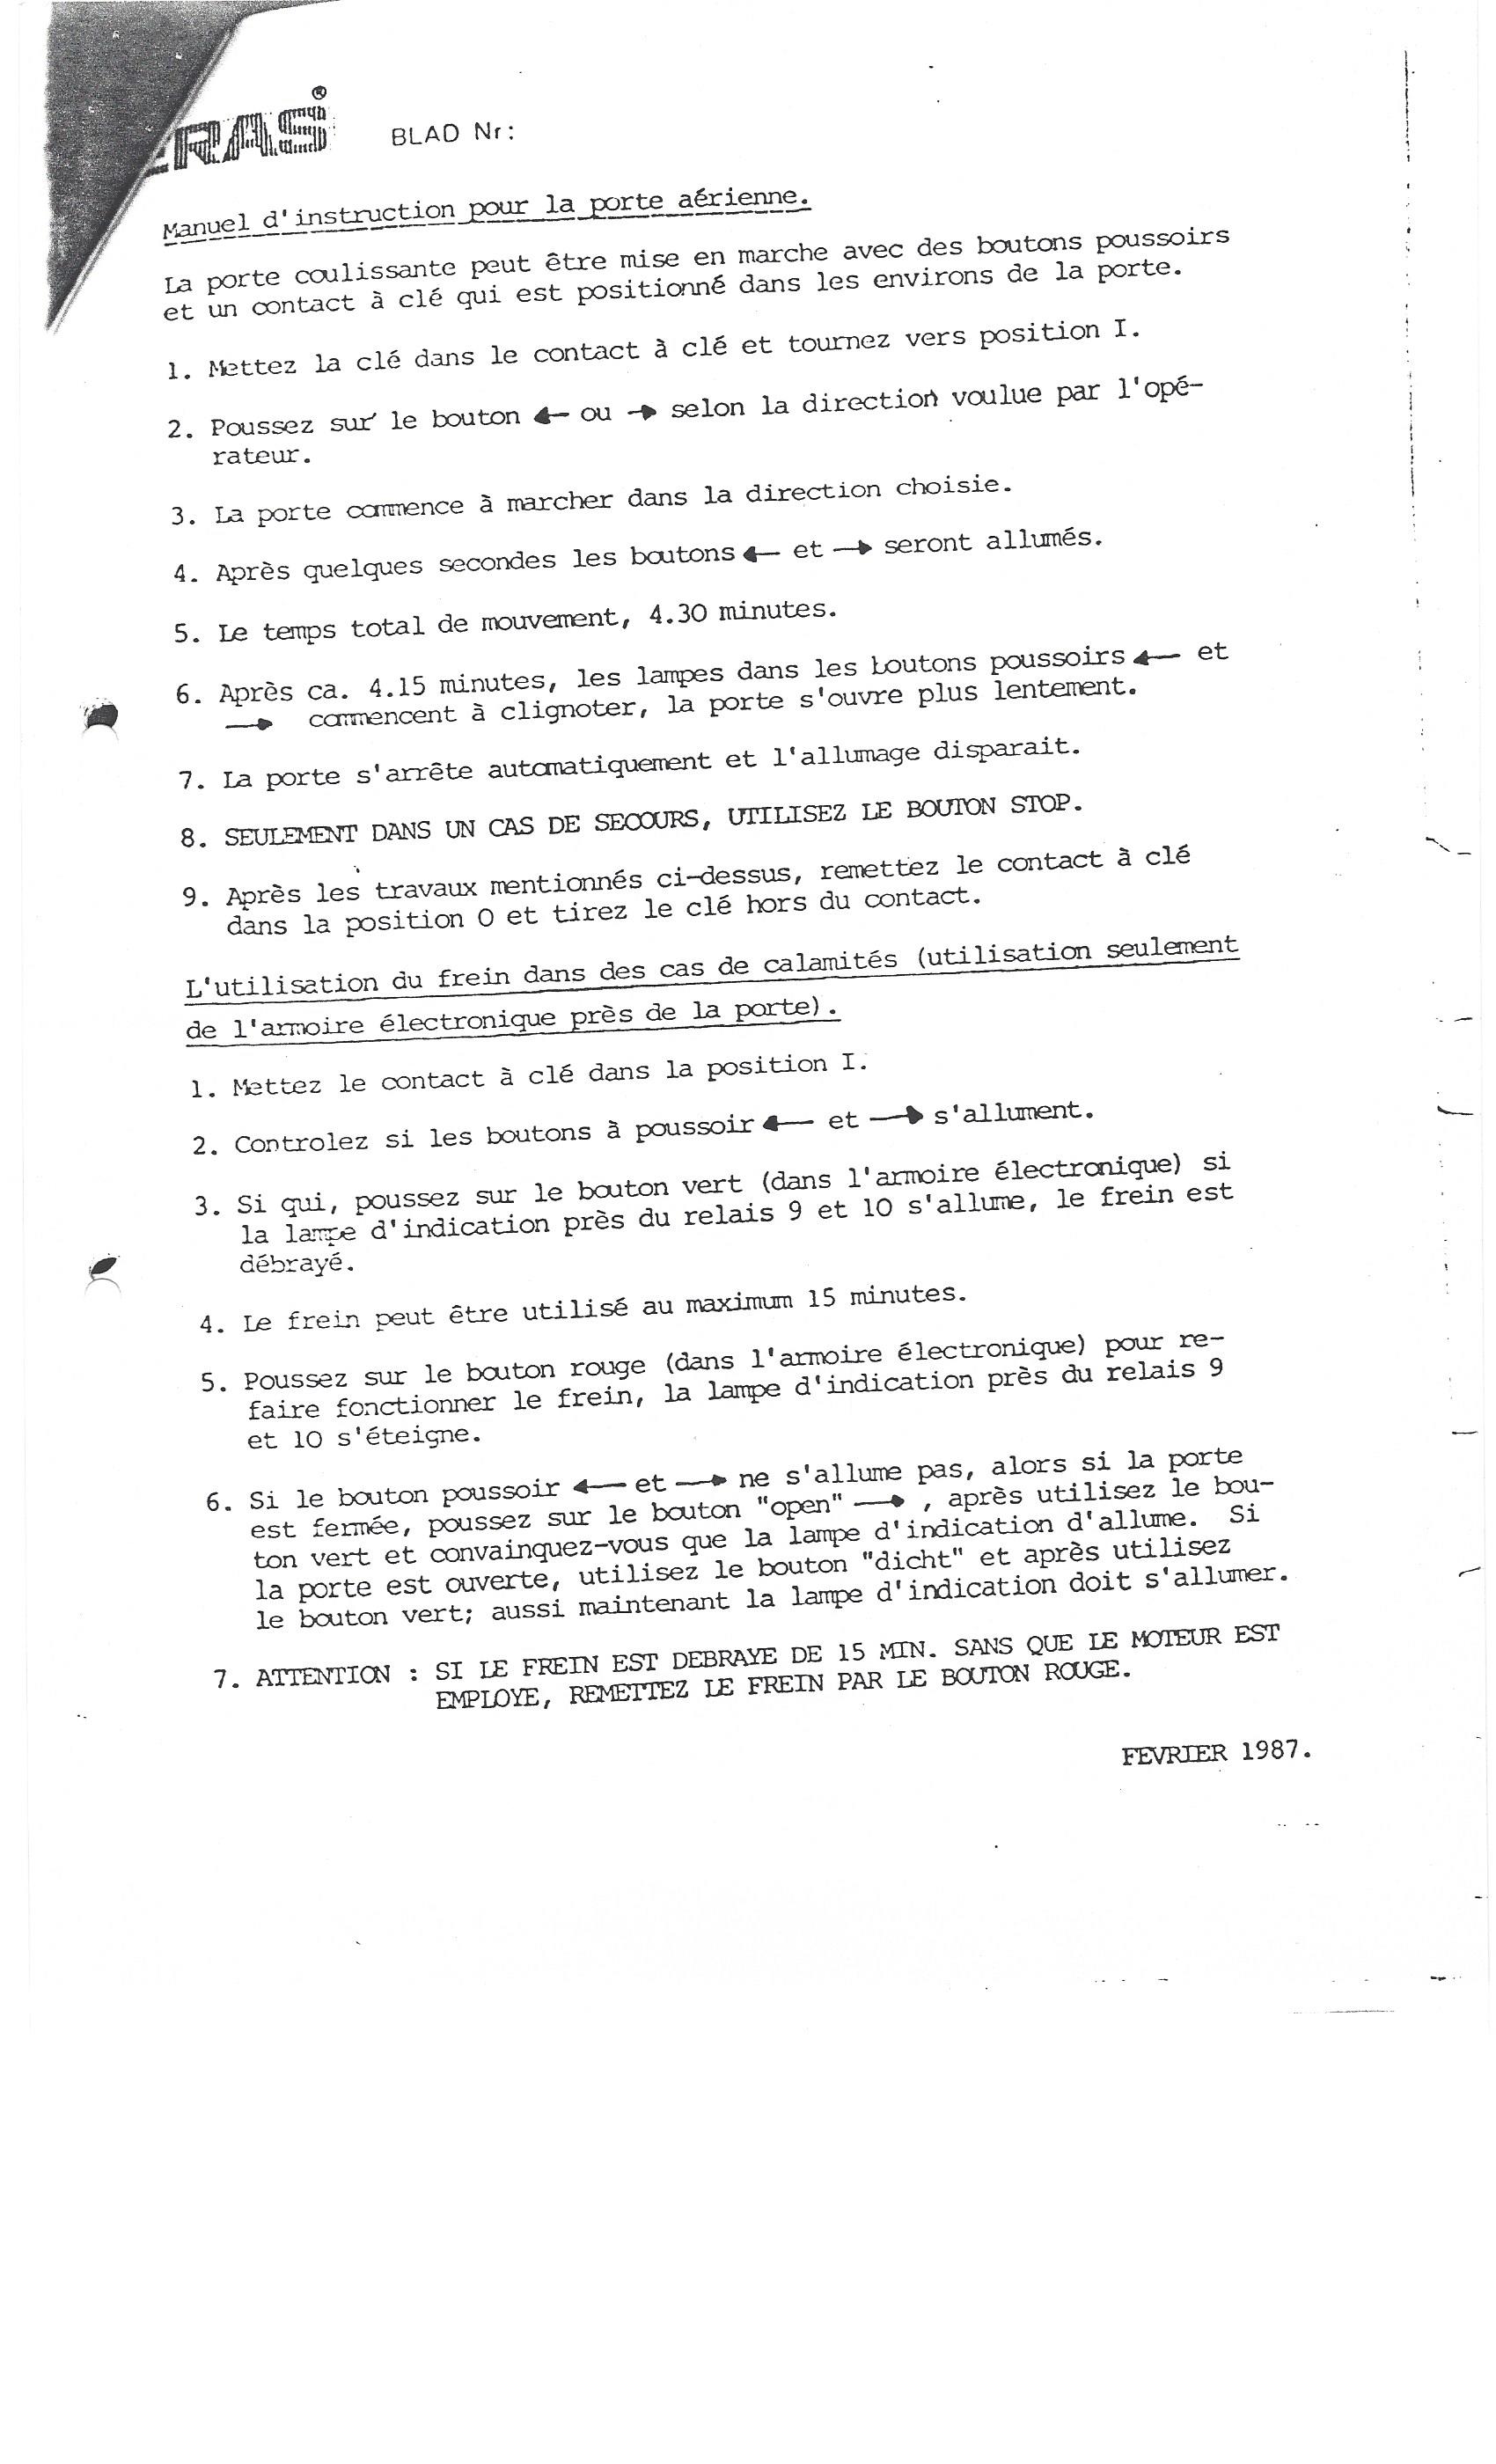 ERAS®
BLAD Nr:
Manuel d'instruction pour la porte aérienne.
La porte coulissante peut être mise en marche avec des boutons poussoirs
et un contact à clé qui est positionné dans les environs de la porte.
1. Mettez la clé dans le contact à clé et tournez vers position I.
2. Poussez sur le bouton ← ou → selon la direction voulue par l'opé-
rateur.
3. La porte commence à marcher dans la direction choisie.
4. Après quelques secondes les boutons ← et → seront allumés.
5. Le temps total de mouvement, 4.30 minutes.
6. Après ca. 4.15 minutes, les lampes dans les boutons poussoirs ← et
→ commencent à clignoter, la porte s'ouvre plus lentement.
7. La porte s'arrête automatiquement et l'allumage disparait.
8. SEULEMENT DANS UN CAS DE SECOURS, UTILISEZ LE BOUTON STOP.
9. Après les travaux mentionnés ci-dessus, remettez le contact à clé
dans la position O et tirez le clé hors du contact.
L'utilisation du frein dans des cas de calamités (utilisation seulement
de l'armoire électronique près de la porte).
1. Mettez le contact à clé dans la position I.
2. Controlez si les boutons à poussoir ← et → s'allument.
3. Si qui, poussez sur le bouton vert (dans l'armoire électronique) si
la lampe d'indication près du relais 9 et 10 s'allume, le frein est
débrayé.
4. Le frein peut être utilisé au maximum 15 minutes.
5. Poussez sur le bouton rouge (dans l'armoire électronique) pour re-
faire fonctionner le frein, la lampe d'indication près du relais 9
et 10 s'éteigne.
6. Si le bouton poussoir ← et → ne s'allume pas, alors si la porte
est fermée, poussez sur le bouton "open" → , après utilisez le bou-
ton vert et convainquez-vous que la lampe d'indication d'allume. Si
la porte est ouverte, utilisez le bouton "dicht" et après utilisez
le bouton vert; aussi maintenant la lampe d'indication doit s'allumer.
7. ATTENTION : SI LE FREIN EST DEBRAYE DE 15 MIN. SANS QUE LE MOTEUR EST
EMPLOYE, REMETTEZ LE FREIN PAR LE BOUTON ROUGE.
FEVRIER 1987.